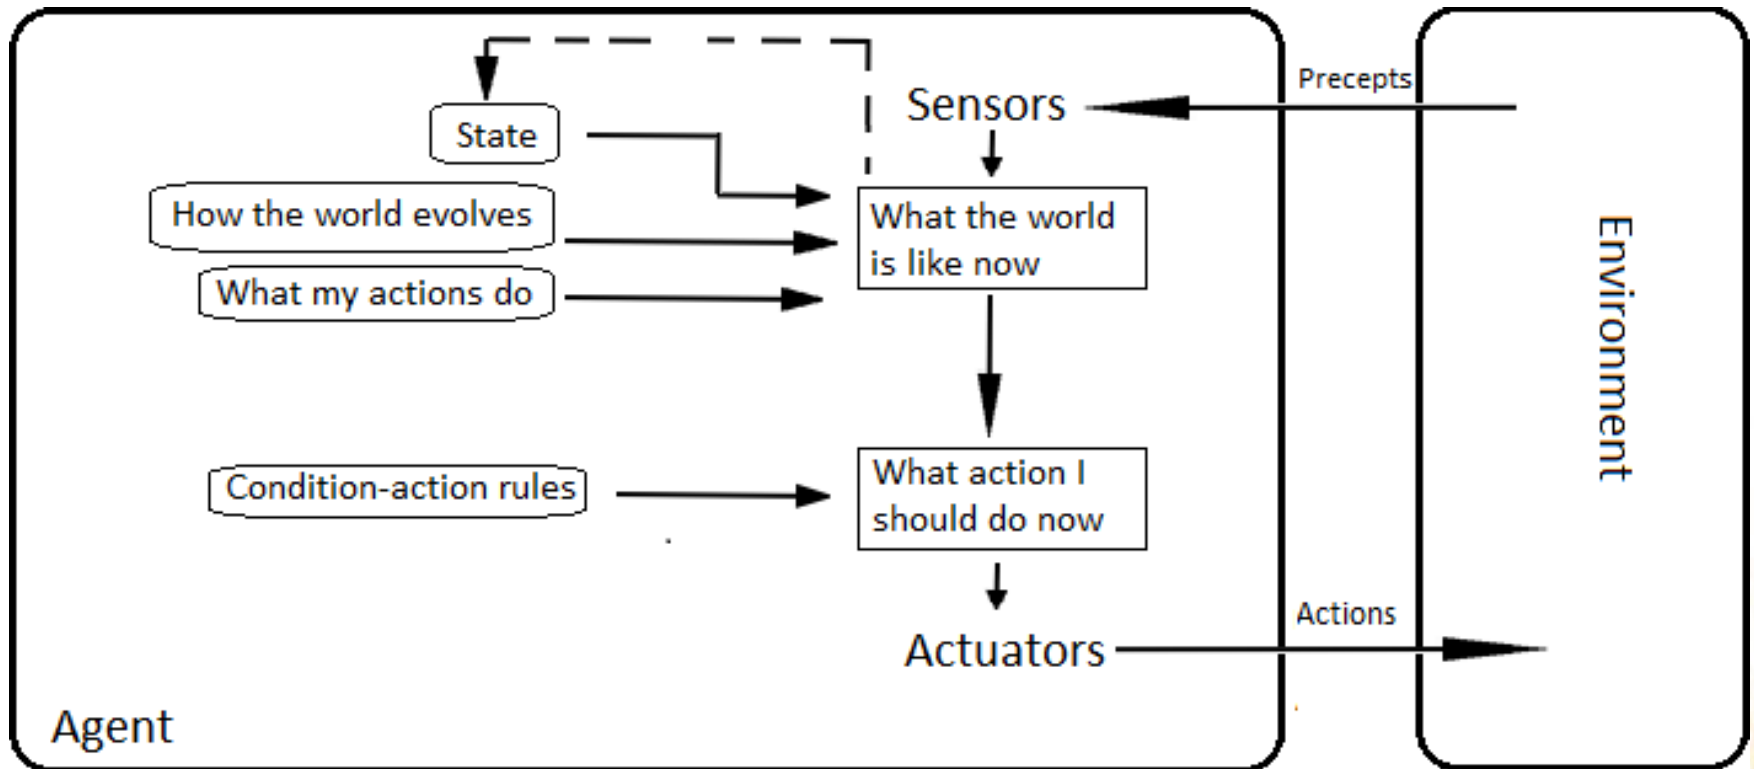 Precepts
Sensors
State
How the world evolves
What the world
is like now
What my actions do
Environment
Condition-action rules
What action I
should do now
Actions
Actuators
Agent